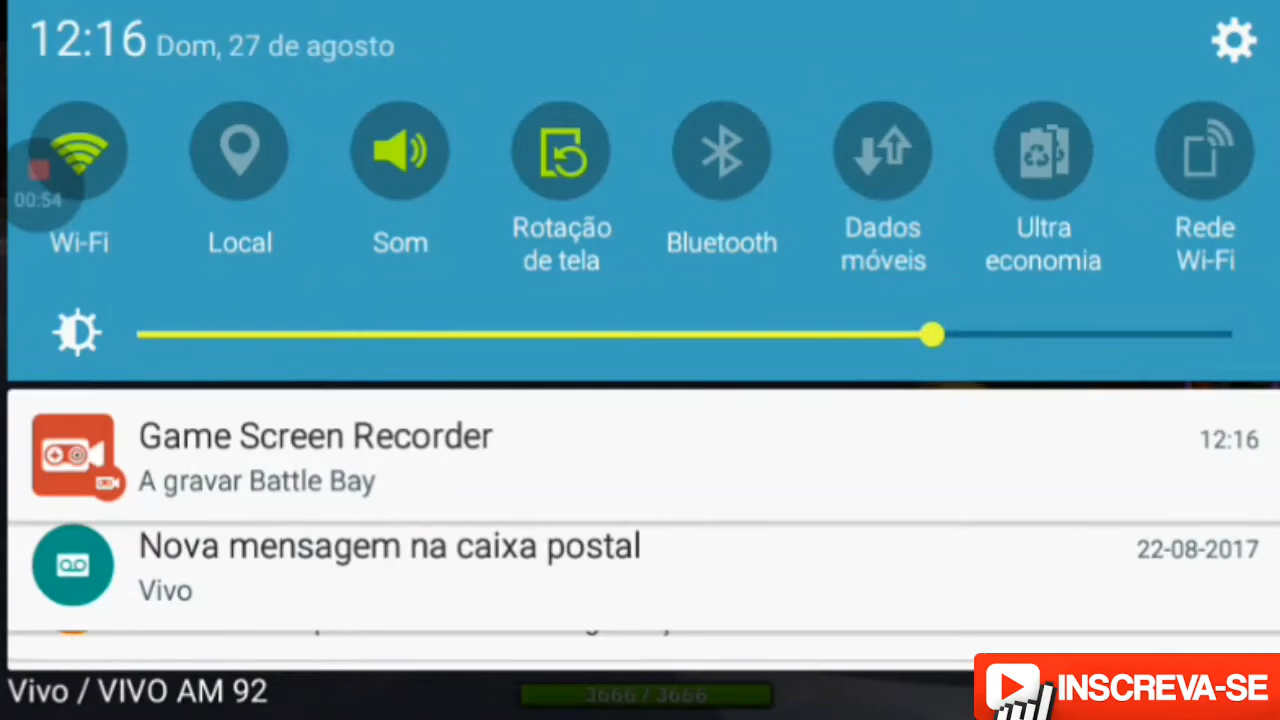 12:16 Dom, 27 de agosto
00:54
Wi-Fi
Local
Som
Rotação
de tela
Bluetooth
Dados
móveis
Ultra
economia
Rede
Wi-Fi
Game Screen Recorder
12:16
A gravar Battle Bay
Nova mensagem na caixa postal
22-08-2017
Vivo
Vivo / VIVO AM 92
3666 / 3666
INSCREVA-SE